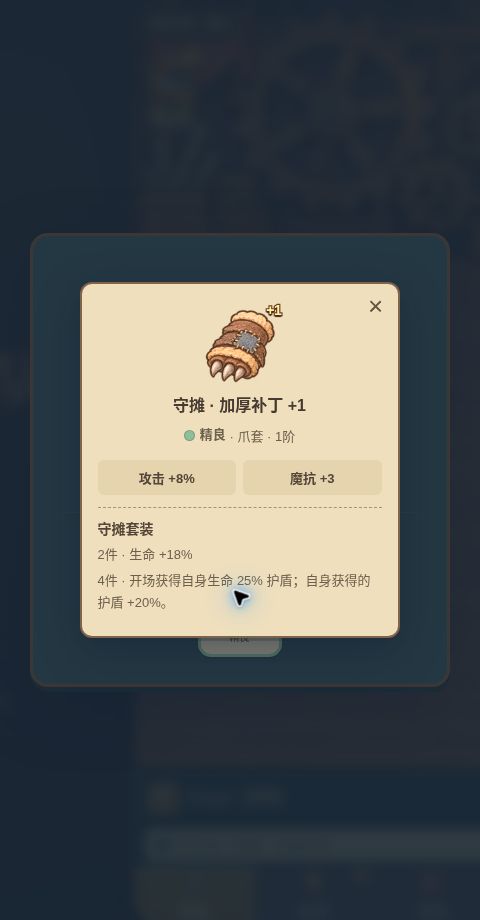 +1
守摊 · 加厚补丁 +1
精良 · 爪套 · 1阶
攻击 +8%
魔抗 +3
守摊套装
2件 · 生命 +18%
4件 · 开场获得自身生命 25% 护盾；自身获得的
护盾 +20%。